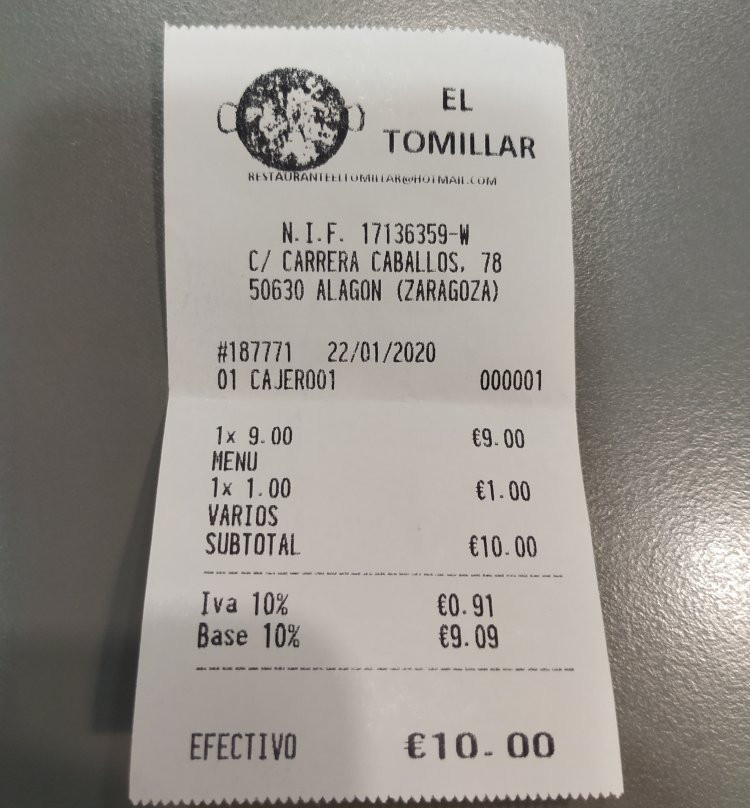 EL
TOMILLAR
RESTAURANTEELTOMILLAR@HOTMAIL.COM
N.I.F. 17136359-W
C/ CARRERA CABALLOS, 78
50630 ALAGON (ZARAGOZA)
#187771 22/01/2020
01 CAJERO01 000001
1x 9.00 €9.00
MENU
1x 1.00 €1.00
VARIOS
SUBTOTAL €10.00
Iva 10% €0.91
Base 10% €9.09
EFECTIVO €10.00